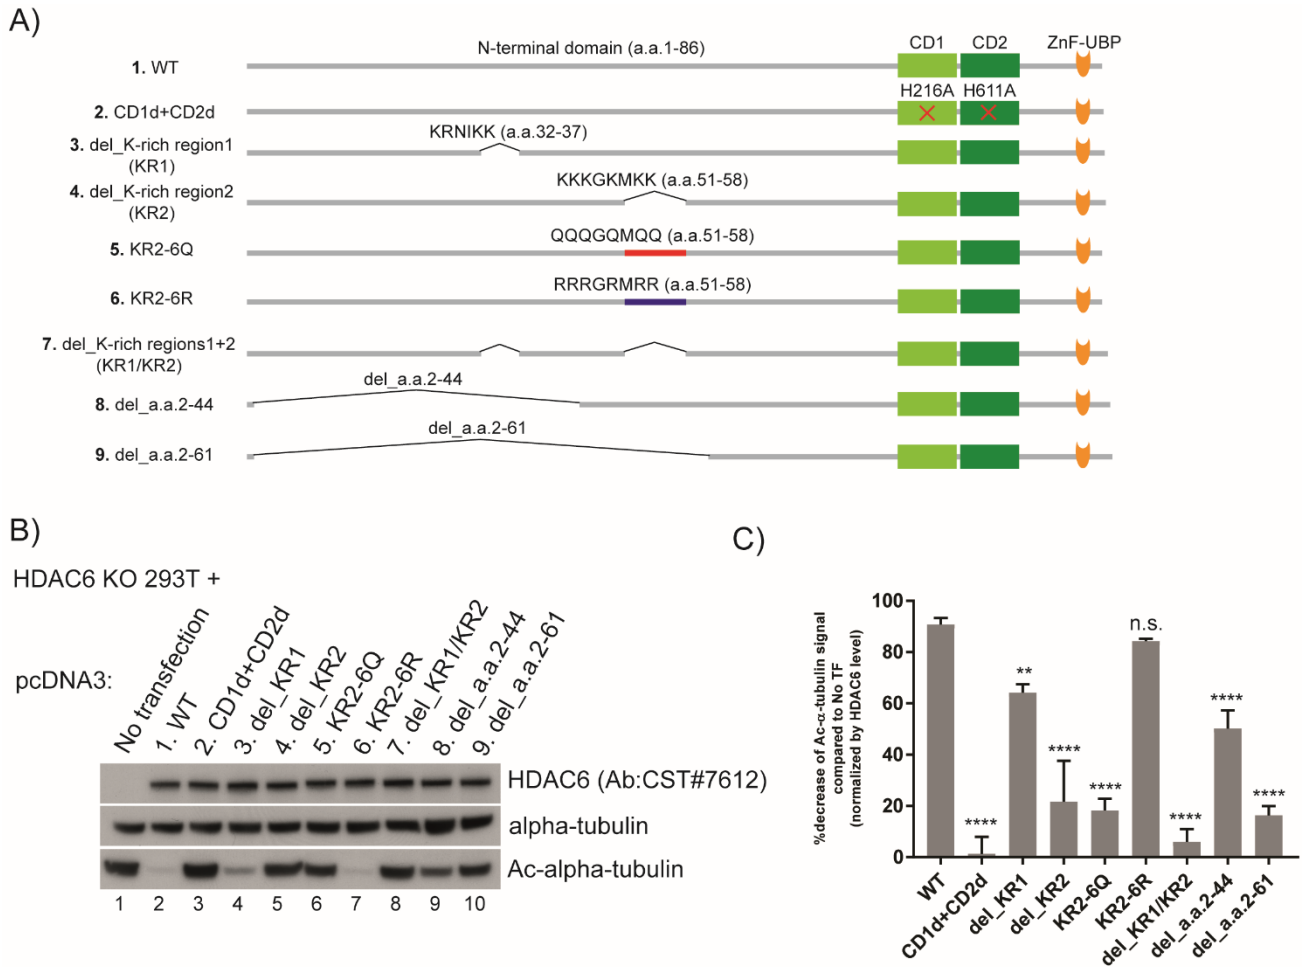 A)
N-terminal domain (a.a.1-86)
CD1
CD2
ZnF-UBP
1. WT
H216A
H611A
2. CD1d+CD2d
KRNIKK (a.a.32-37)
3. del_K-rich region1
(KR1)
KKKGKMKK (a.a.51-58)
4. del_K-rich region2
(KR2)
QQQGQMQQ (a.a.51-58)
5. KR2-6Q
RRRGRMRR (a.a.51-58)
6. KR2-6R
7. del_K-rich regions1+2
(KR1/KR2)
del_a.a.2-44
8. del_a.a.2-44
del_a.a.2-61
9. del_a.a.2-61
B)
HDAC6 KO 293T +
pcDNA3:
No transfection
1. WT
2. CD1d+CD2d
3. del_KR1
4. del_KR2
5. KR2-6Q
6. KR2-6R
7. del_KR1/KR2
8. del_a.a.2-44
9. del_a.a.2-61
HDAC6 (Ab:CST#7612)
alpha-tubulin
Ac-alpha-tubulin
1 2 3 4 5 6 7 8 9 10
C)
%decrease of Ac-α-tubulin signal
compared to No TF
(normalized by HDAC6 level)
100
80
60
40
20
0
****
**
****
****
n.s.
****
****
****
WT
CD1d+CD2d
del_KR1
del_KR2
KR2-6Q
KR2-6R
del_KR1/KR2
del_a.a.2-44
del_a.a.2-61